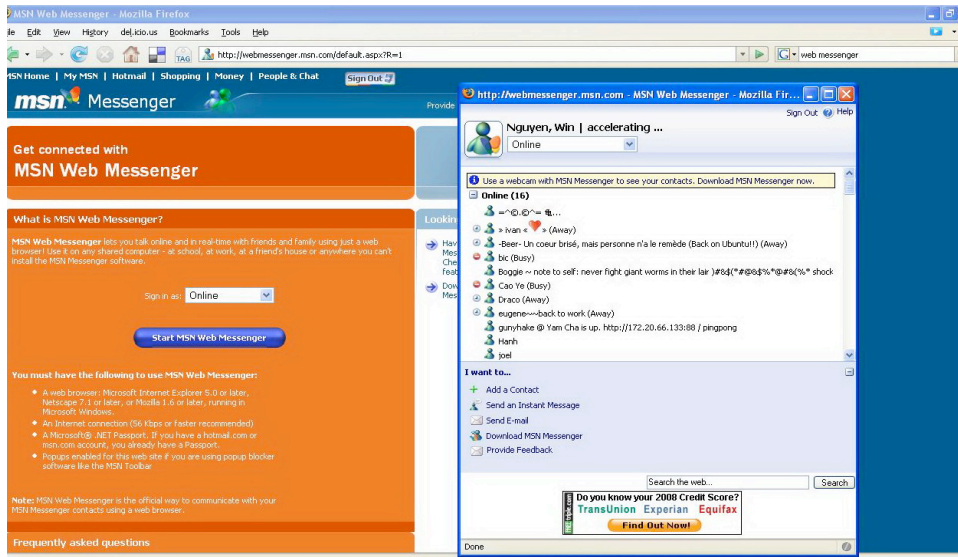 MSN Web Messenger - Mozilla Firefox
Edit View History del.icio.us Bookmarks Tools Help
TAG http://webmessenger.msn.com/default.aspx?R=1 G web messenger
MSN Home | My MSN | Hotmail | Shopping | Money | People & Chat Sign Out
msn Messenger
Provide
Get connected with
MSN Web Messenger
What is MSN Web Messenger?
MSN Web Messenger lets you talk online and in real-time with friends and family using just a web
browser! Use it on any shared computer - at school, at work, at a friend's house or anywhere you can't
install the MSN Messenger software.
Sign in as: Online
Start MSN Web Messenger
You must have the following to use MSN Web Messenger:
A web browser: Microsoft Internet Explorer 5.0 or later,
Netscape 7.1 or later, or Mozilla 1.6 or later, running in
Microsoft Windows.
An Internet connection (56 Kbps or faster recommended)
A Microsoft® .NET Passport. If you have a hotmail.com or
msn.com account, you already have a Passport.
Popups enabled for this web site if you are using popup blocker
software like the MSN Toolbar
Note: MSN Web Messenger is the official way to communicate with your
MSN Messenger contacts using a web browser.
Frequently asked questions
Lookin
Hav
Mes
Che
feat
Dow
Mes
http://webmessenger.msn.com - MSN Web Messenger - Mozilla Fir...
Sign Out Help
Nguyen, Win | accelerating ...
Online
Use a webcam with MSN Messenger to see your contacts. Download MSN Messenger now.
Online (16)
=^©.©^= ...
» ivan « ❤ » (Away)
-Beer- Un coeur brisé, mais personne n'a le remède (Back on Ubuntu!!) (Away)
bic (Busy)
Boggie ~ note to self: never fight giant worms in their lair )#&$(*#@&$%*@#&(%* shock
Cao Ye (Busy)
Draco (Away)
eugene~~back to work (Away)
gunyhake @ Yam Cha is up. http://172.20.66.133:88 / pingpong
Hanh
joel
I want to...
Add a Contact
Send an Instant Message
Send E-mail
Download MSN Messenger
Provide Feedback
Search the web... Search
Do you know your 2008 Credit Score?
TransUnion Experian Equifax
Find Out Now!
Done